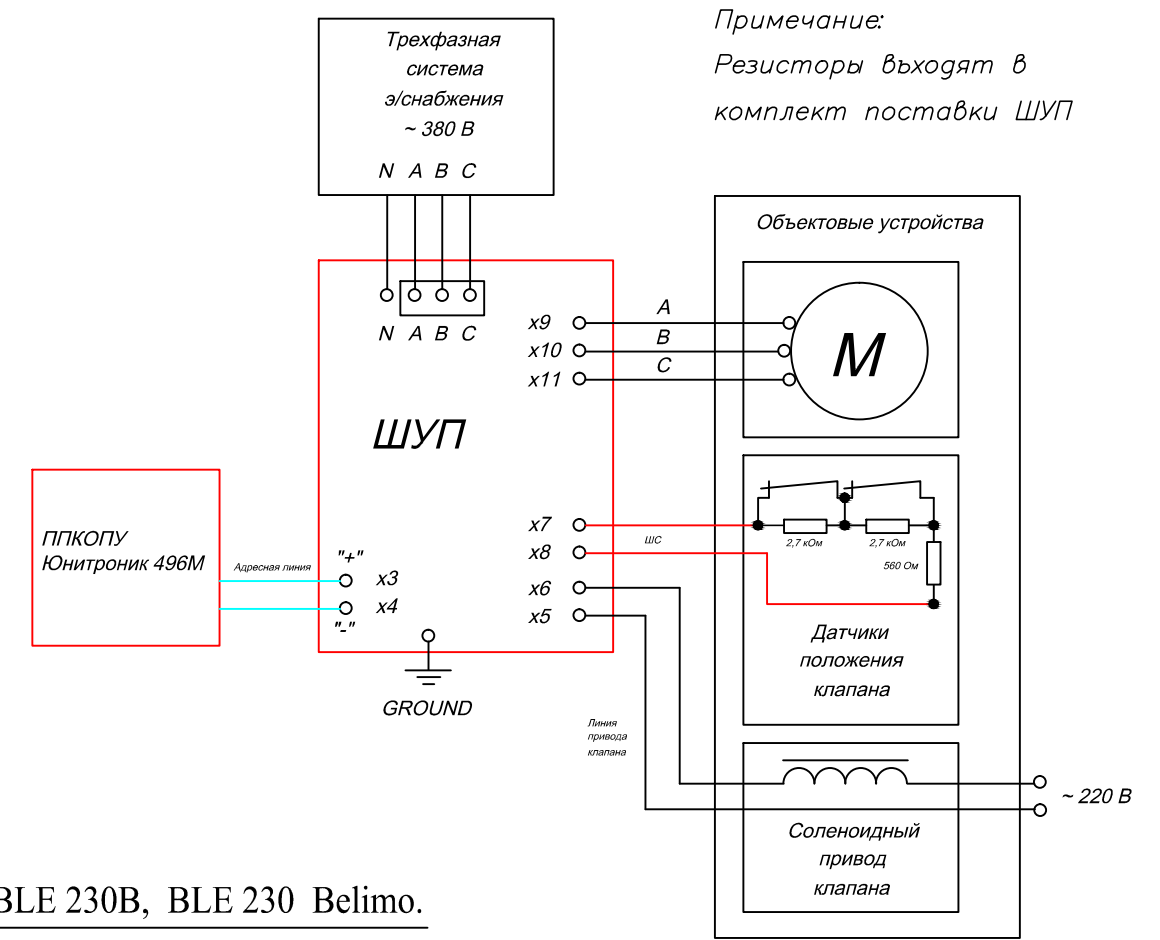 Примечание:
Резисторы въходят в
комплект поставки ШУП
Трехфазная
система
э/снабжения
~ 380 В
N A B C
Объектовые устройства
N A B C
x9
x10
x11
A
B
C
М
ШУП
ППКОПУ
Юнитроник 496М
Адресная линия
"+"
x3
x4
"-"
GROUND
x7
x8
x6
x5
ШС
2,7 кОм
2,7 кОм
560 Ом
Датчики
положения
клапана
Линия
привода
клапана
~ 220 В
Соленоидный
привод
клапана
BLE 230B, BLE 230 Belimo.